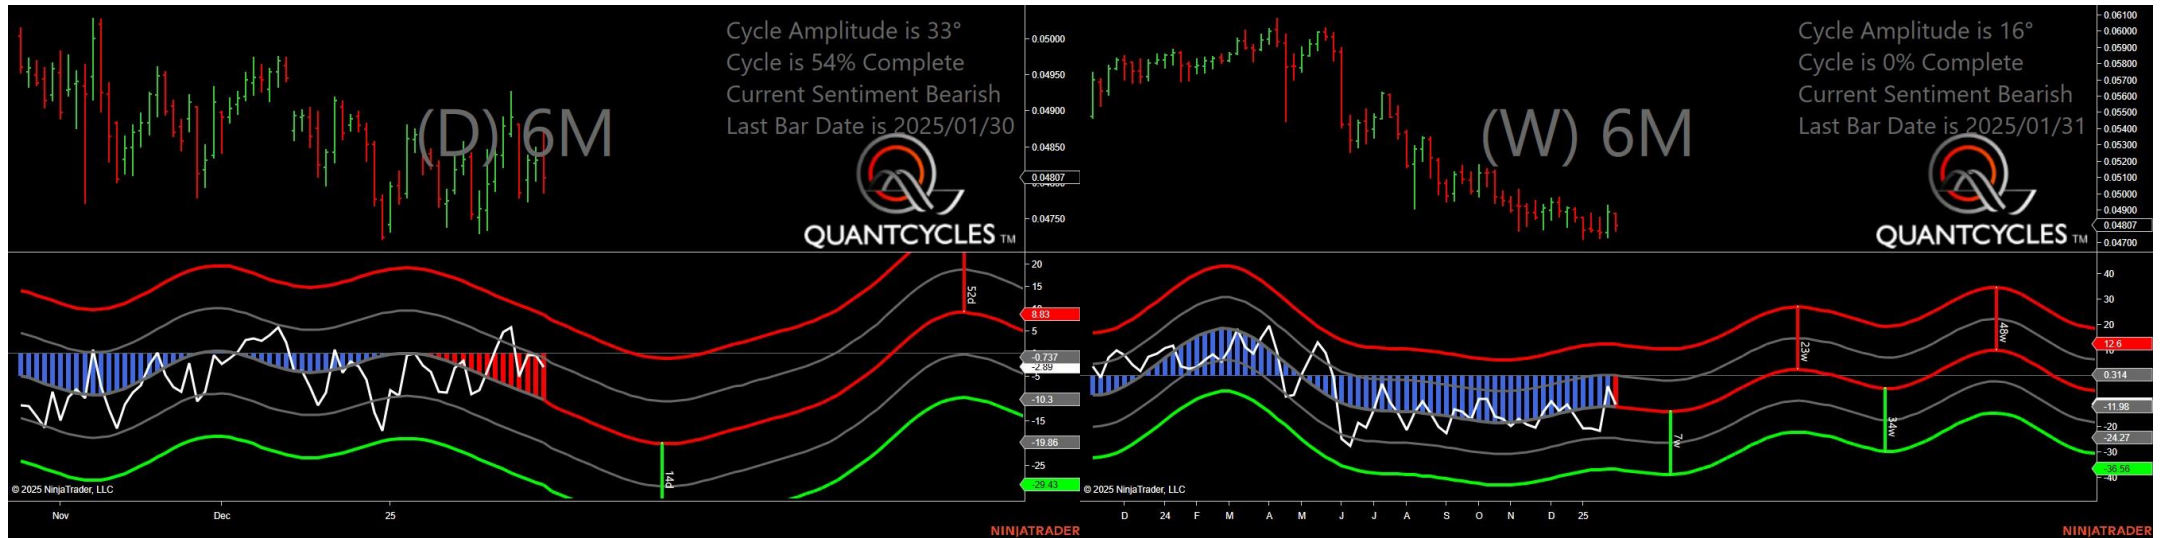 Cycle Amplitude is 33°
Cycle is 54% Complete
Current Sentiment Bearish
Last Bar Date is 2025/01/30
(D) 6M
QUANTCYCLES TM
0.05000
0.04950
0.04900
0.04850
0.04807
0.04750
20
15
8.83
5
-0.737
-2.89
-5
-10.3
-15
-19.86
-25
-29.43
52d
14d
© 2025 NinjaTrader, LLC
Nov Dec 25
NINJATRADER
Cycle Amplitude is 16°
Cycle is 0% Complete
Current Sentiment Bearish
Last Bar Date is 2025/01/31
(W) 6M
QUANTCYCLES TM
0.06100
0.06000
0.05900
0.05800
0.05700
0.05600
0.05500
0.05400
0.05300
0.05200
0.05100
0.05000
0.04900
0.04807
0.04700
40
30
20
12.6
0.314
-11.98
-20
-24.27
-30
-36.56
-40
23w
48w
7w
34w
© 2025 NinjaTrader, LLC
D 24 F M A M J J A S O N D 25
NINJATRADER